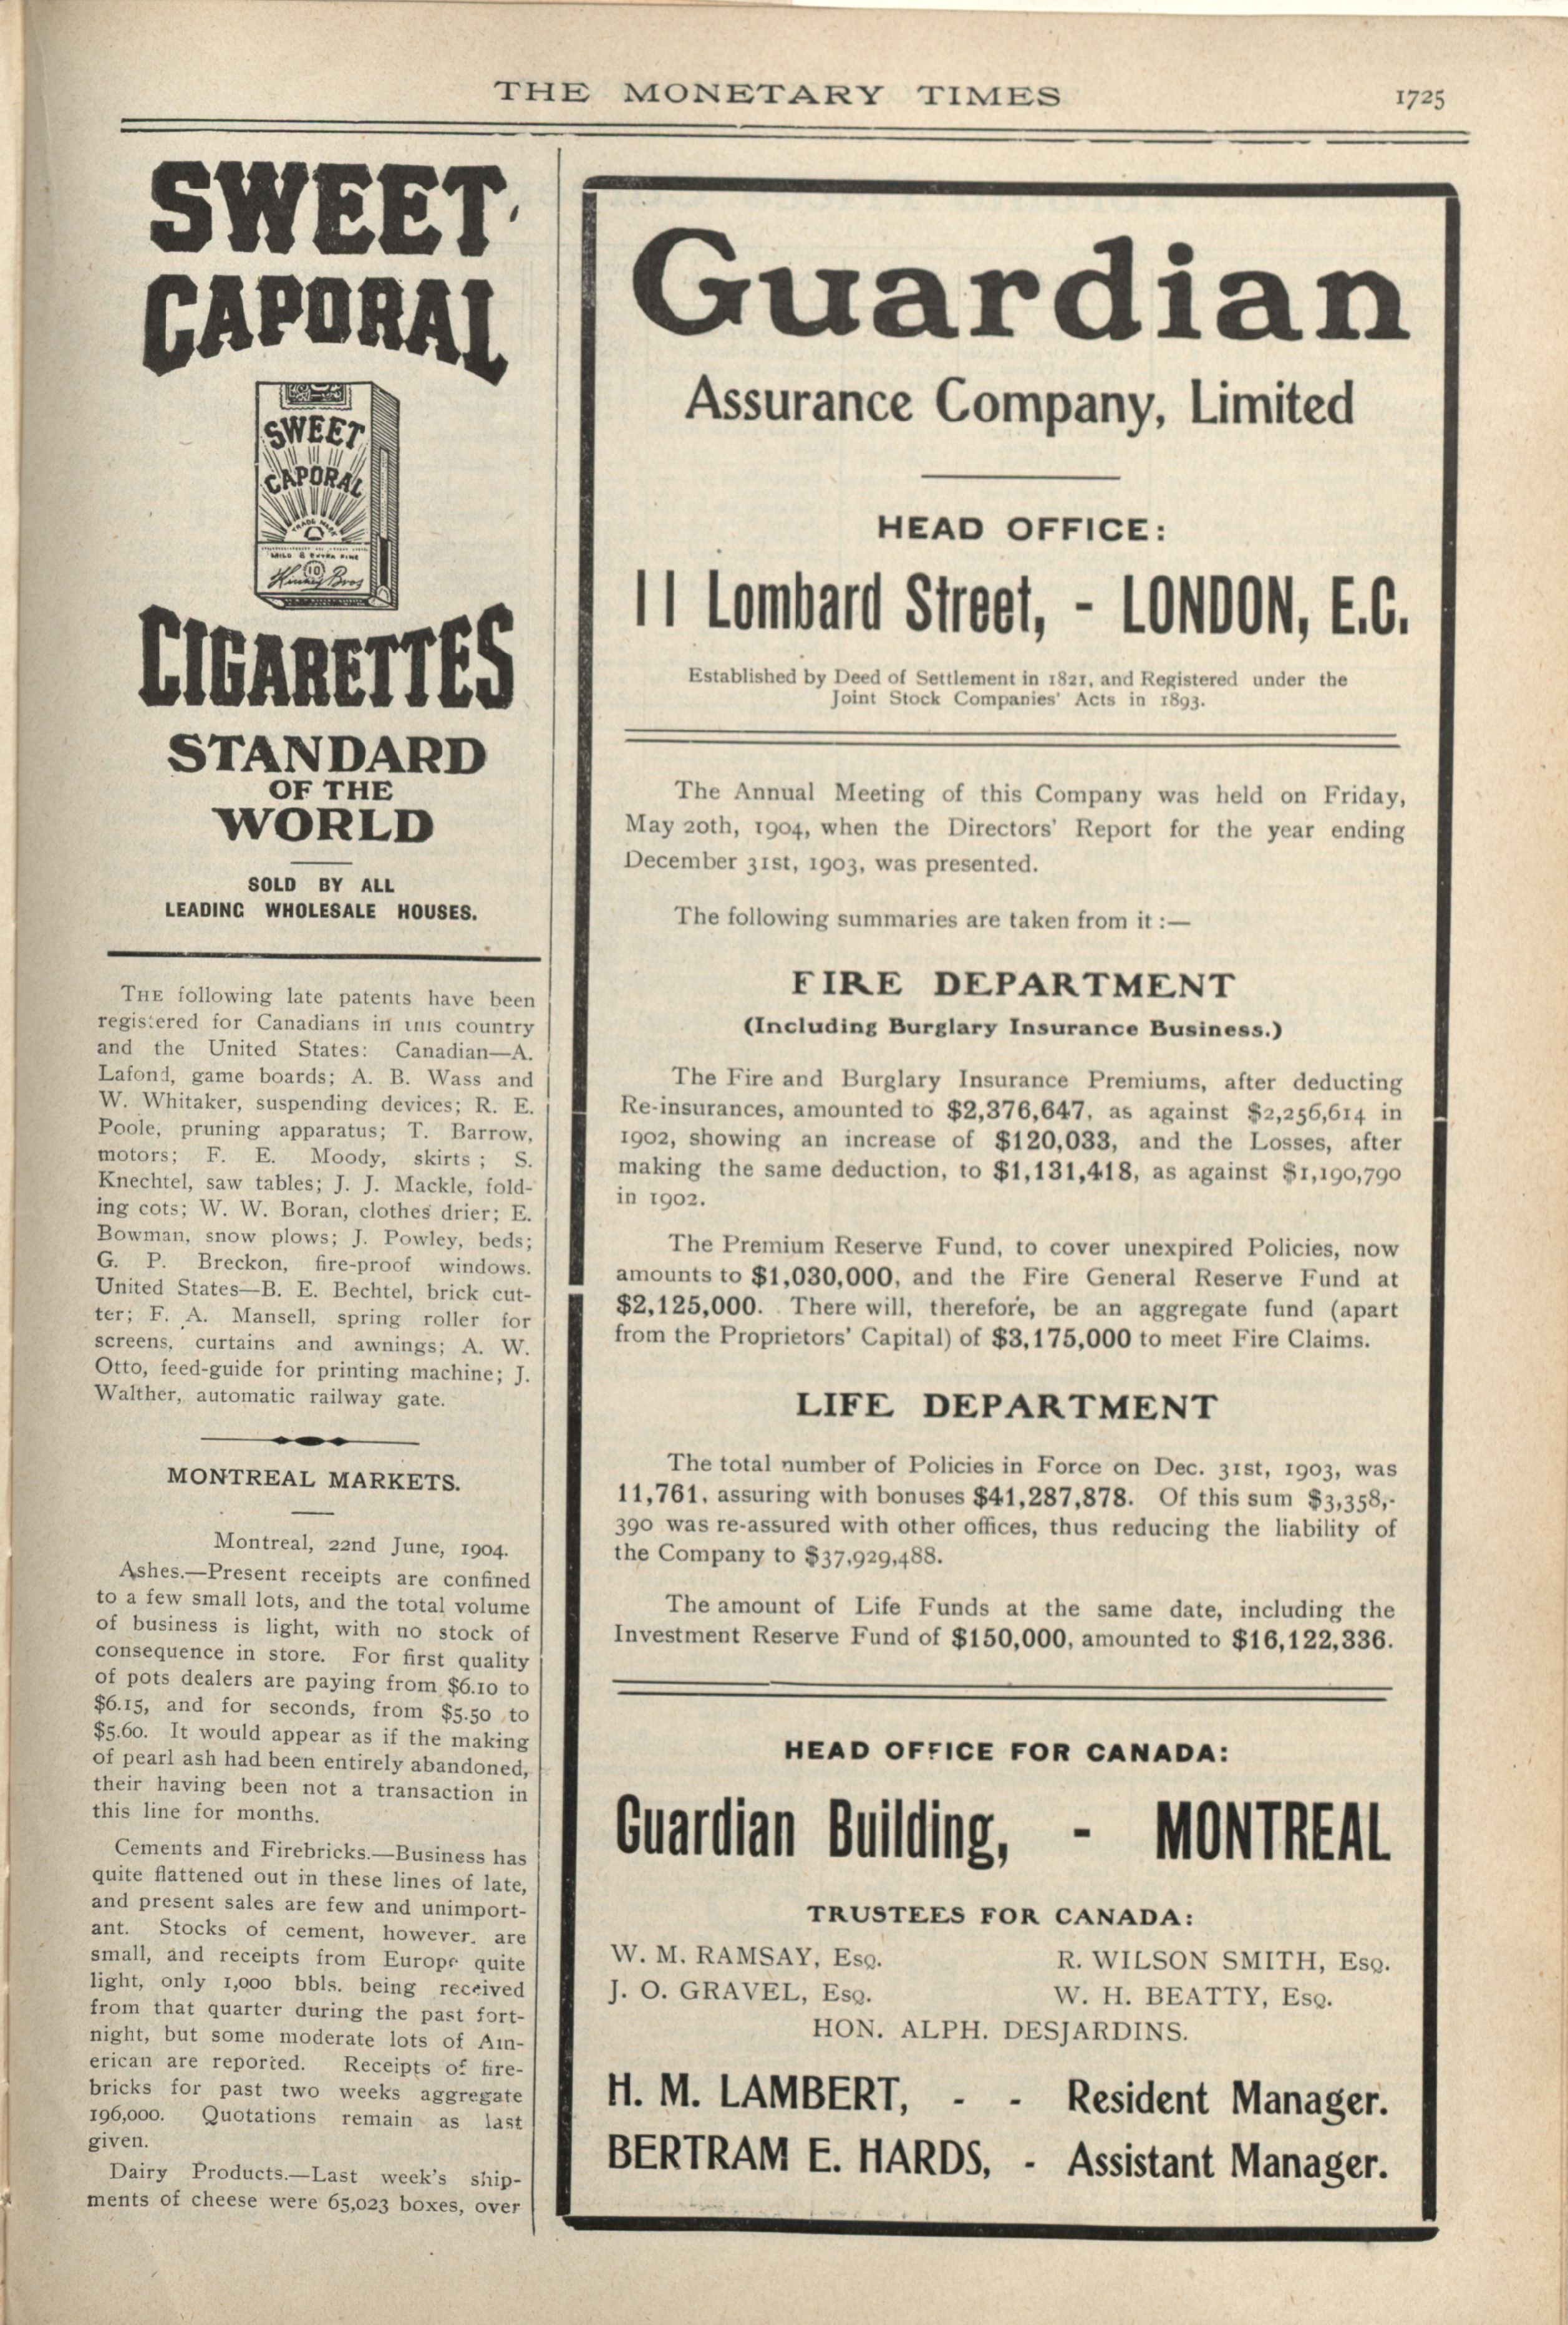 THE MONETARY TIMES 1725
SWEET
CAPORAL
SWEET
CAPORAL
TRADE MARK
MILD & EXTRA FINE
10
Kinney Bros
CIGARETTES
STANDARD
OF THE
WORLD
SOLD BY ALL
LEADING WHOLESALE HOUSES.
THE following late patents have been
registered for Canadians in this country
and the United States: Canadian—A.
Lafond, game boards; A. B. Wass and
W. Whitaker, suspending devices; R. E.
Poole, pruning apparatus; T. Barrow,
motors; F. E. Moody, skirts; S.
Knechtel, saw tables; J. J. Mackle, fold-
ing cots; W. W. Boran, clothes drier; E.
Bowman, snow plows; J. Powley, beds;
G. P. Breckon, fire-proof windows.
United States—B. E. Bechtel, brick cut-
ter; F. A. Mansell, spring roller for
screens, curtains and awnings; A. W.
Otto, feed-guide for printing machine; J.
Walther, automatic railway gate.
MONTREAL MARKETS.
Montreal, 22nd June, 1904.
Ashes.—Present receipts are confined
to a few small lots, and the total volume
of business is light, with no stock of
consequence in store. For first quality
of pots dealers are paying from $6.10 to
$6.15, and for seconds, from $5.50 to
$5.60. It would appear as if the making
of pearl ash had been entirely abandoned,
their having been not a transaction in
this line for months.
Cements and Firebricks.—Business has
quite flattened out in these lines of late,
and present sales are few and unimport-
ant. Stocks of cement, however, are
small, and receipts from Europe quite
light, only 1,000 bbls. being received
from that quarter during the past fort-
night, but some moderate lots of Am-
erican are reported. Receipts of fire-
bricks for past two weeks aggregate
196,000. Quotations remain as last
given.
Dairy Products.—Last week's ship-
ments of cheese were 65,023 boxes, over
Guardian
Assurance Company, Limited
HEAD OFFICE:
11 Lombard Street, - LONDON, E.C.
Established by Deed of Settlement in 1821, and Registered under the
Joint Stock Companies' Acts in 1893.
The Annual Meeting of this Company was held on Friday,
May 20th, 1904, when the Directors' Report for the year ending
December 31st, 1903, was presented.
The following summaries are taken from it :—
FIRE DEPARTMENT
(Including Burglary Insurance Business.)
The Fire and Burglary Insurance Premiums, after deducting
Re-insurances, amounted to $2,376,647, as against $2,256,614 in
1902, showing an increase of $120,033, and the Losses, after
making the same deduction, to $1,131,418, as against $1,190,790
in 1902.
The Premium Reserve Fund, to cover unexpired Policies, now
amounts to $1,030,000, and the Fire General Reserve Fund at
$2,125,000. There will, therefore, be an aggregate fund (apart
from the Proprietors' Capital) of $3,175,000 to meet Fire Claims.
LIFE DEPARTMENT
The total number of Policies in Force on Dec. 31st, 1903, was
11,761, assuring with bonuses $41,287,878. Of this sum $3,358,-
390 was re-assured with other offices, thus reducing the liability of
the Company to $37,929,488.
The amount of Life Funds at the same date, including the
Investment Reserve Fund of $150,000, amounted to $16,122,336.
HEAD OFFICE FOR CANADA:
Guardian Building, - MONTREAL
TRUSTEES FOR CANADA:
W. M. RAMSAY, Esq. R. WILSON SMITH, Esq.
J. O. GRAVEL, Esq. W. H. BEATTY, Esq.
HON. ALPH. DESJARDINS.
H. M. LAMBERT, - - Resident Manager.
BERTRAM E. HARDS, - Assistant Manager.